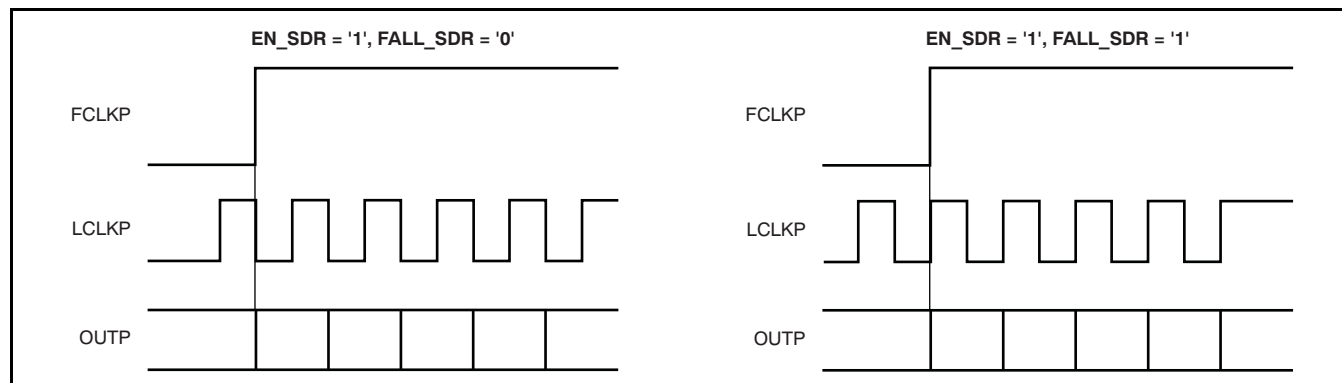 EN_SDR = '1', FALL_SDR = '0'
FCLKP
LCLKP
OUTP
EN_SDR = '1', FALL_SDR = '1'
FCLKP
LCLKP
OUTP